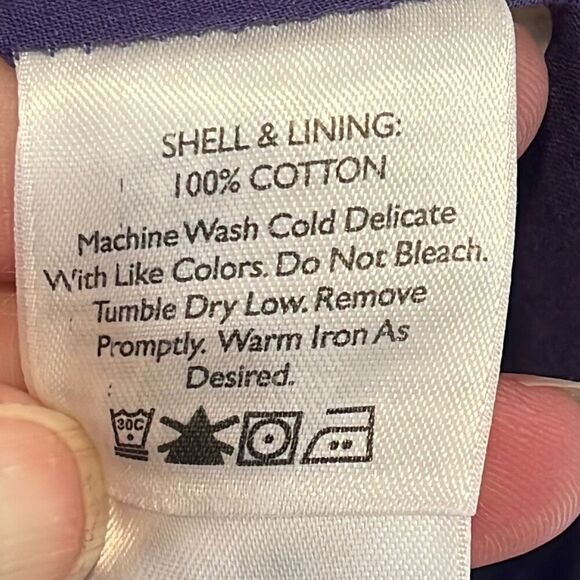 SHELL & LINING:
100% COTTON
Machine Wash Cold Delicate
With Like Colors. Do Not Bleach.
Tumble Dry Low. Remove
Promptly. Warm Iron As
Desired.
30C